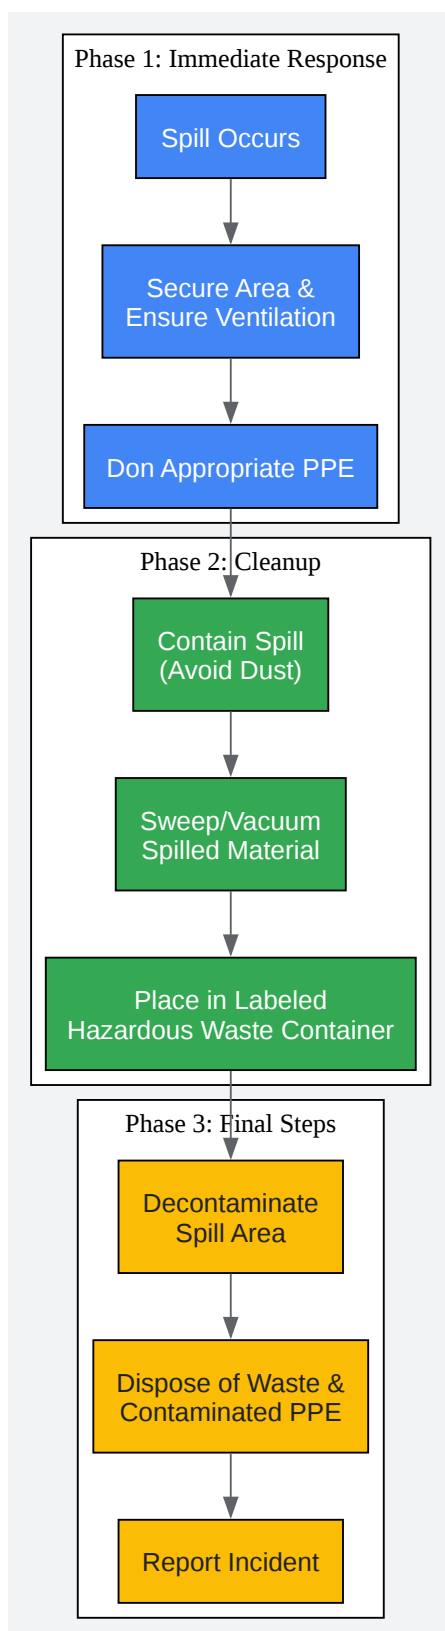 Phase 1: Immediate Response
Spill Occurs
Secure Area &
Ensure Ventilation
Don Appropriate PPE
Phase 2: Cleanup
Contain Spill
(Avoid Dust)
Sweep/Vacuum
Spilled Material
Place in Labeled
Hazardous Waste Container
Phase 3: Final Steps
Decontaminate
Spill Area
Dispose of Waste &
Contaminated PPE
Report Incident